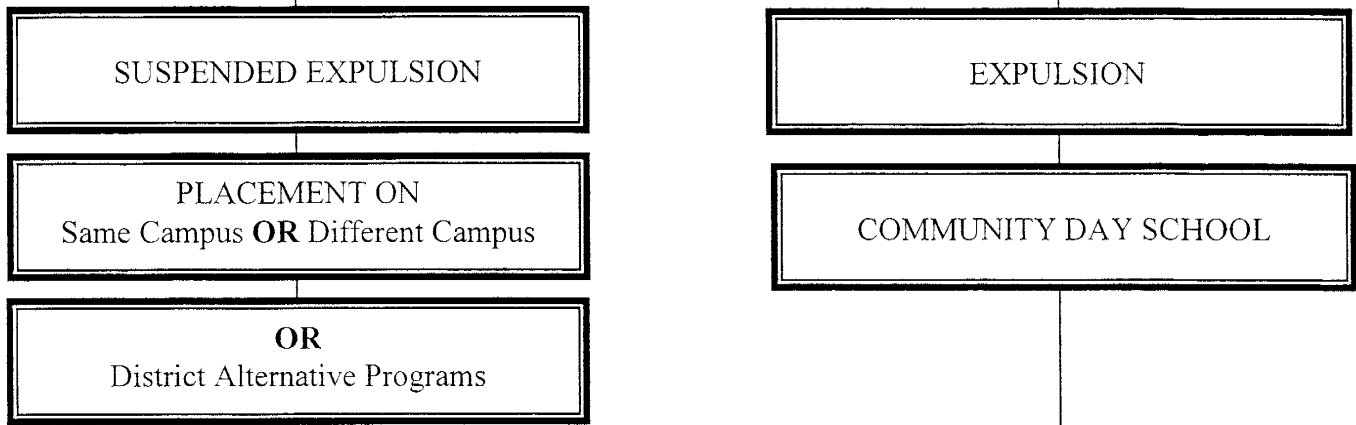 SUSPENDED EXPULSION
EXPULSION
PLACEMENT ON
Same Campus OR Different Campus
COMMUNITY DAY SCHOOL
OR
District Alternative Programs